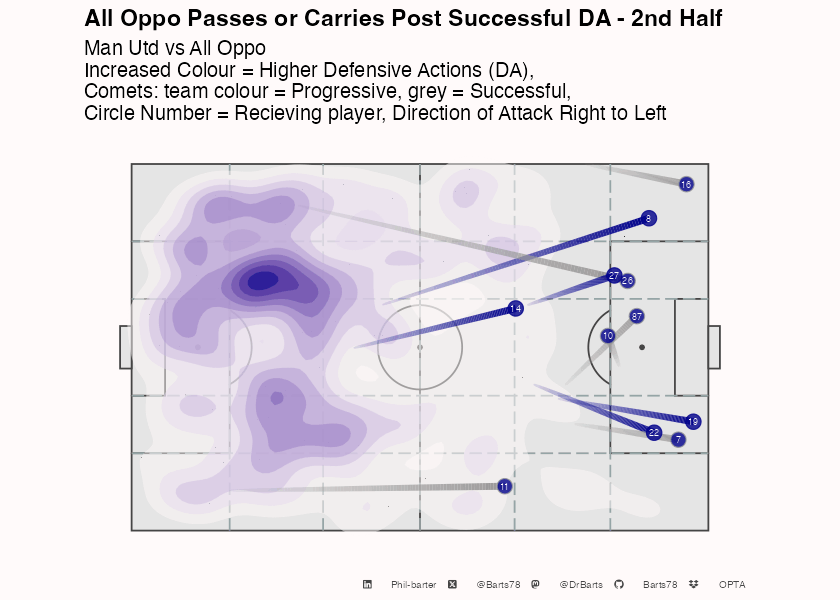 All Oppo Passes or Carries Post Successful DA - 2nd Half
Man Utd vs All Oppo
Increased Colour = Higher Defensive Actions (DA),
Comets: team colour = Progressive, grey = Successful,
Circle Number = Recieving player, Direction of Attack Right to Left
16
8
27
26
14
87
10
19
22
7
11
Phil-barter @Barts78 @DrBarts Barts78 OPTA